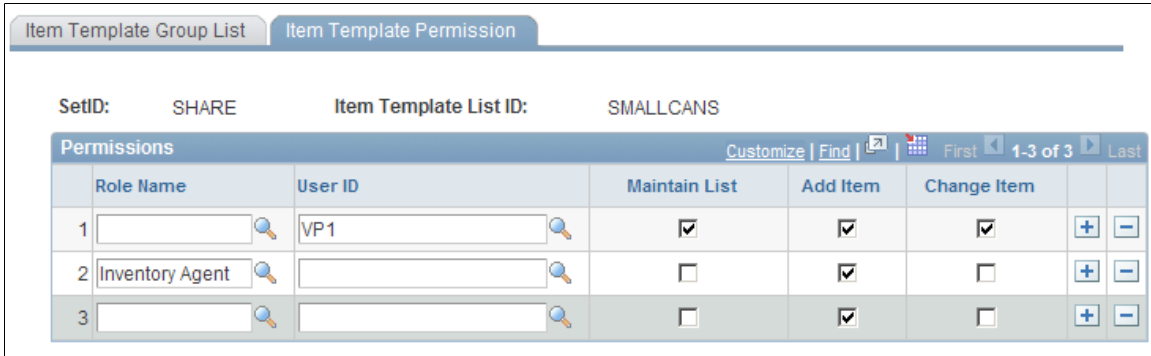 Item Template Group List Item Template Permission
SetID: SHARE Item Template List ID: SMALLCANS
Permissions Customize | Find | | First 1-3 of 3 Last
Role Name User ID Maintain List Add Item Change Item
1 VP1
2 Inventory Agent
3